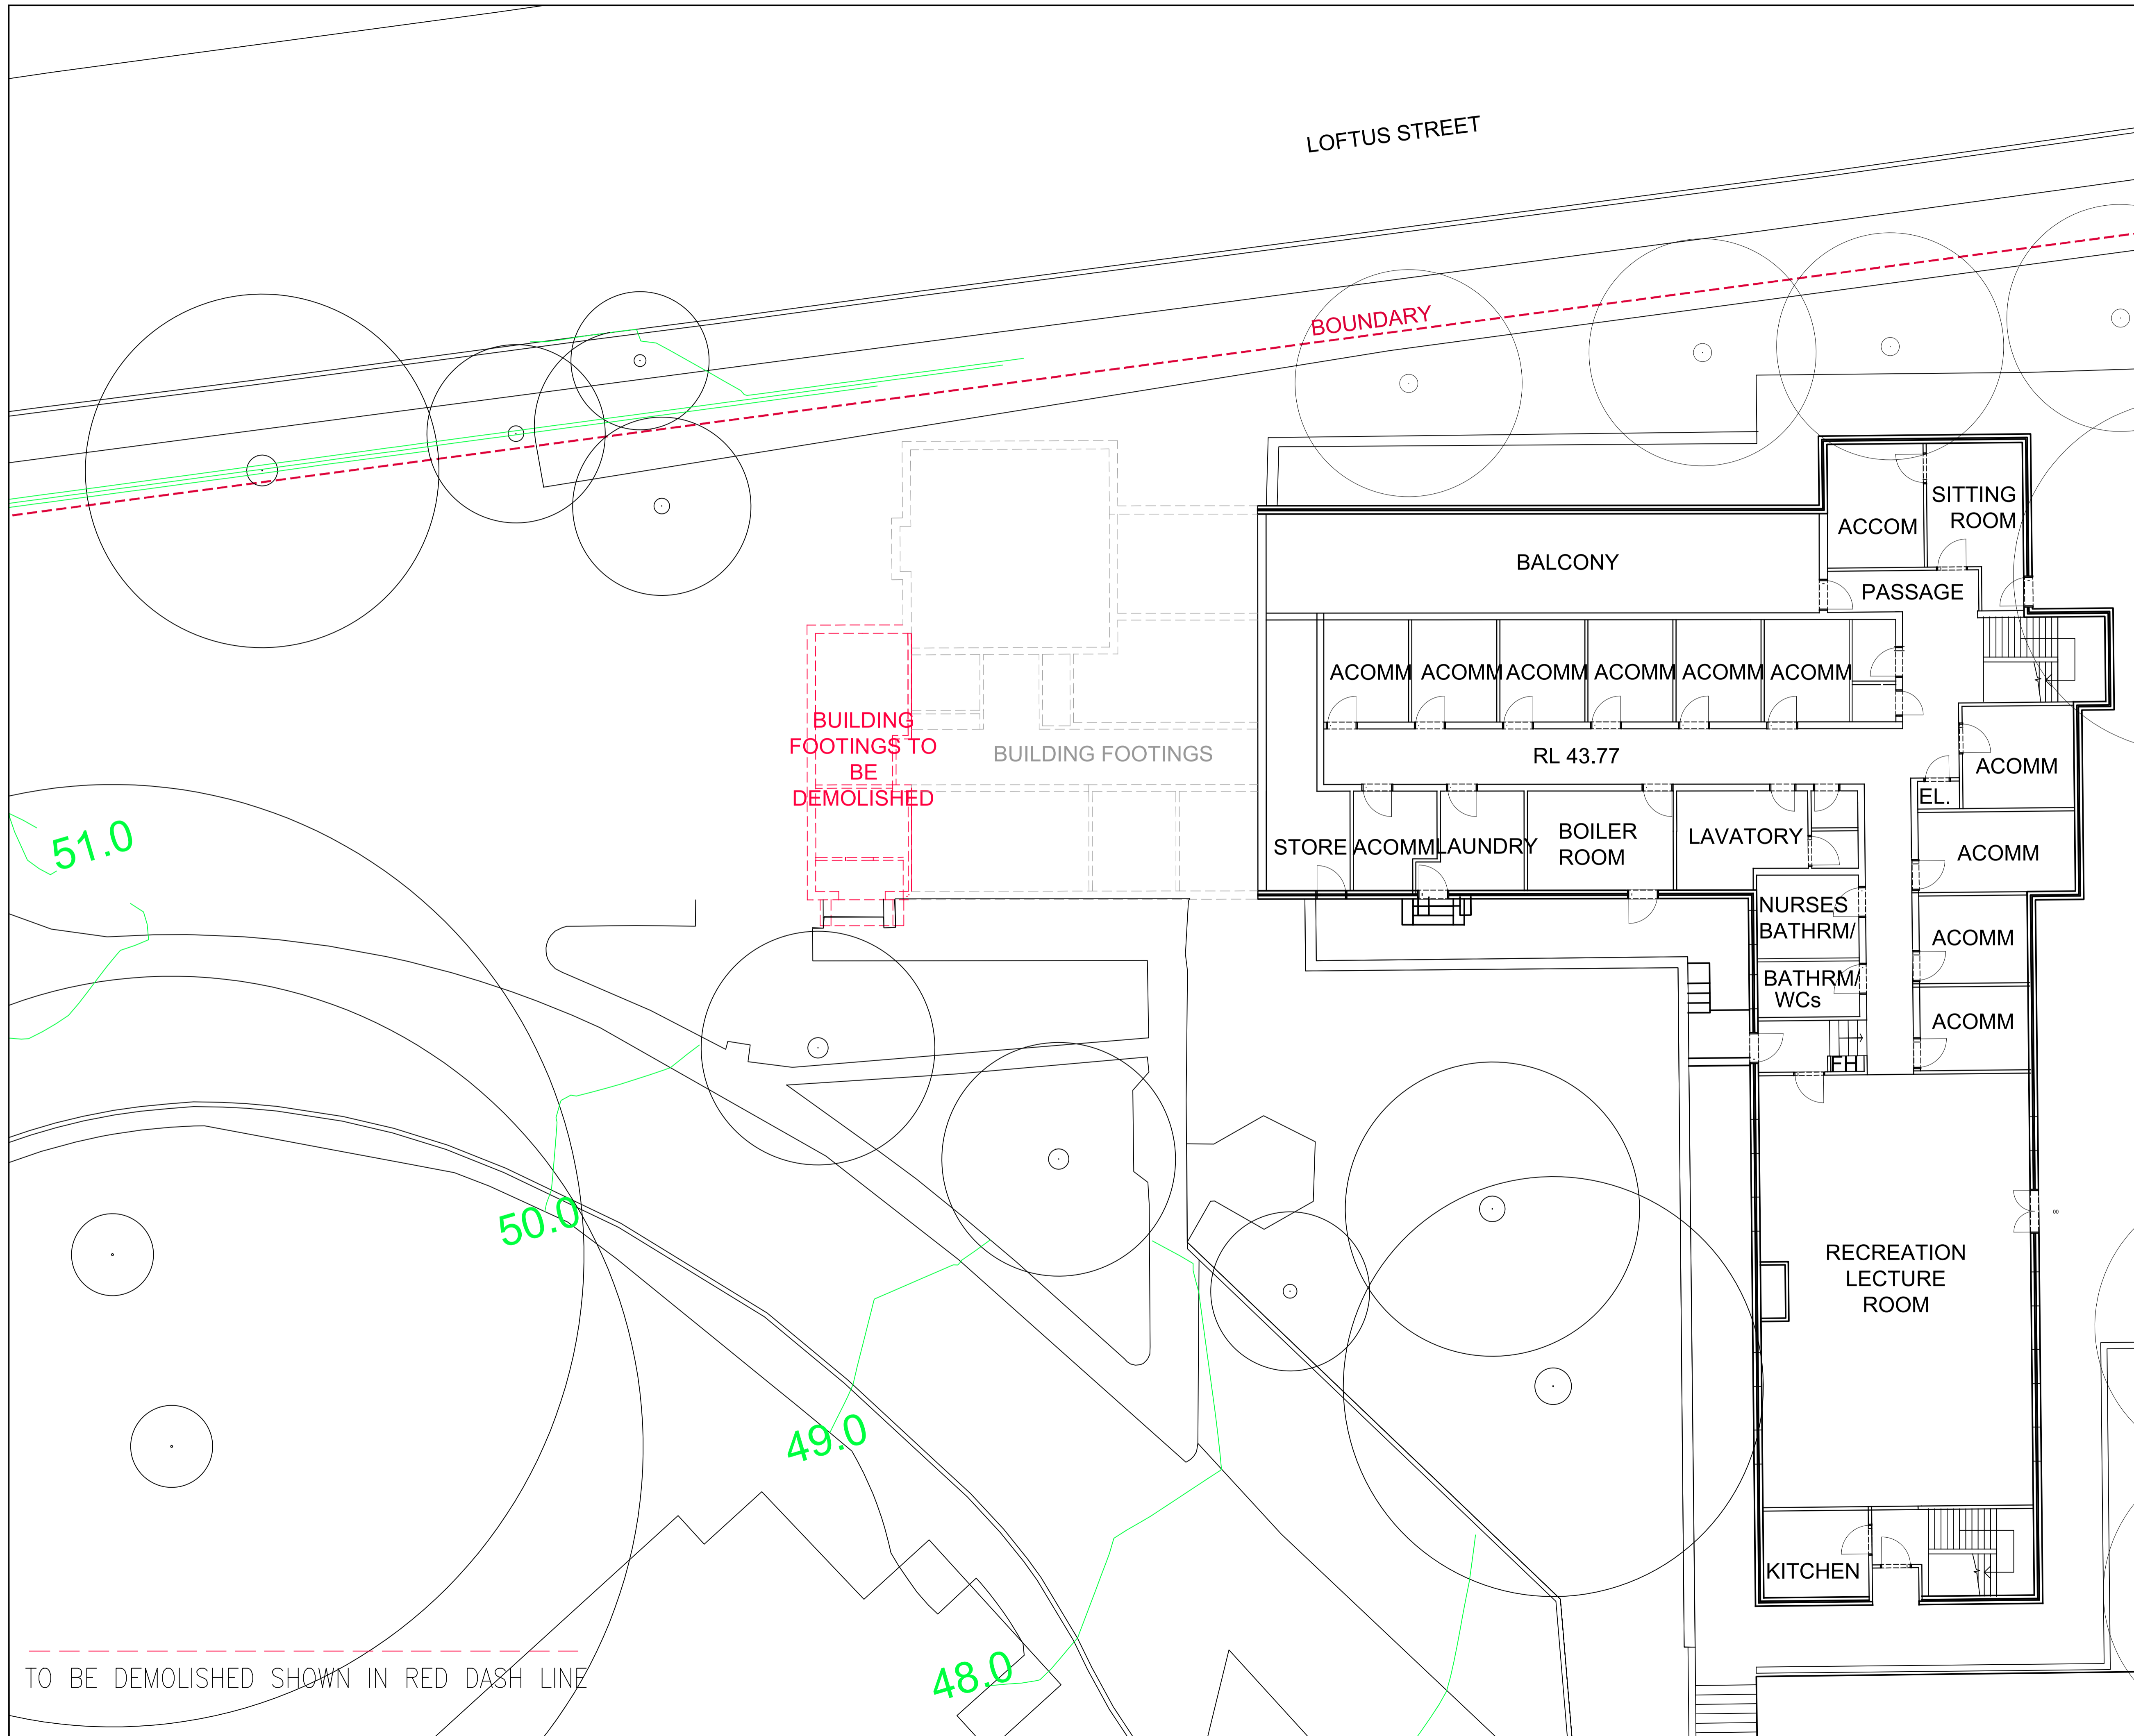 LOFTUS STREET
BOUNDARY
SITTING
ROOM
ACCOM
BALCONY
PASSAGE
ACOMM
ACOMM
ACOMM
ACOMM
ACOMM
ACOMM
BUILDING
FOOTINGS TO
BE
DEMOLISHED
BUILDING FOOTINGS
RL 43.77
ACOMM
EL.
STORE
ACOMM
LAUNDRY
BOILER
ROOM
LAVATORY
ACOMM
51.0
NURSES
BATHRM/
ACOMM
BATHRM/
WCs
ACOMM
FH
50.0
RECREATION
LECTURE
ROOM
49.0
KITCHEN
48.0
TO BE DEMOLISHED SHOWN IN RED DASH LINE